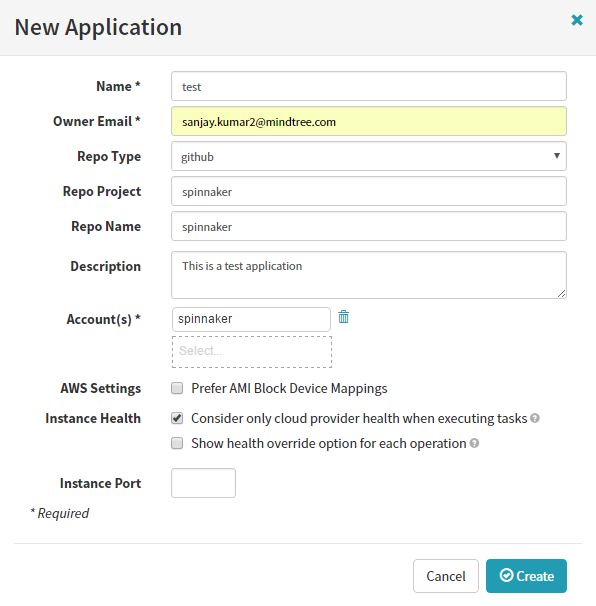 New Application
Name * test
Owner Email * sanjay.kumar2@mindtree.com
Repo Type github
Repo Project spinnaker
Repo Name spinnaker
Description This is a test application
Account(s) * spinnaker
Select...
AWS Settings Prefer AMI Block Device Mappings
Instance Health Consider only cloud provider health when executing tasks
Show health override option for each operation
Instance Port
* Required
Cancel Create